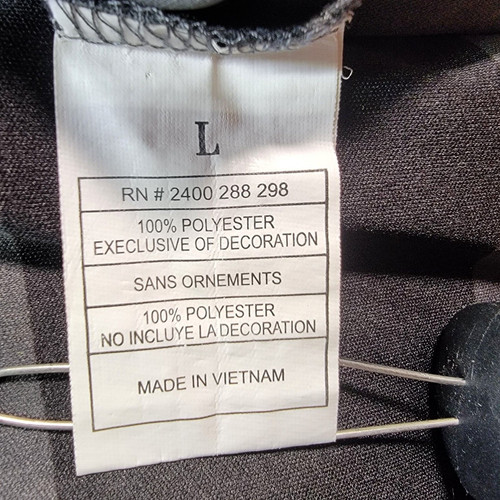 L
RN # 2400 288 298
100% POLYESTER
EXECLUSIVE OF DECORATION
SANS ORNEMENTS
100% POLYESTER
NO INCLUYE LA DECORATION
MADE IN VIETNAM